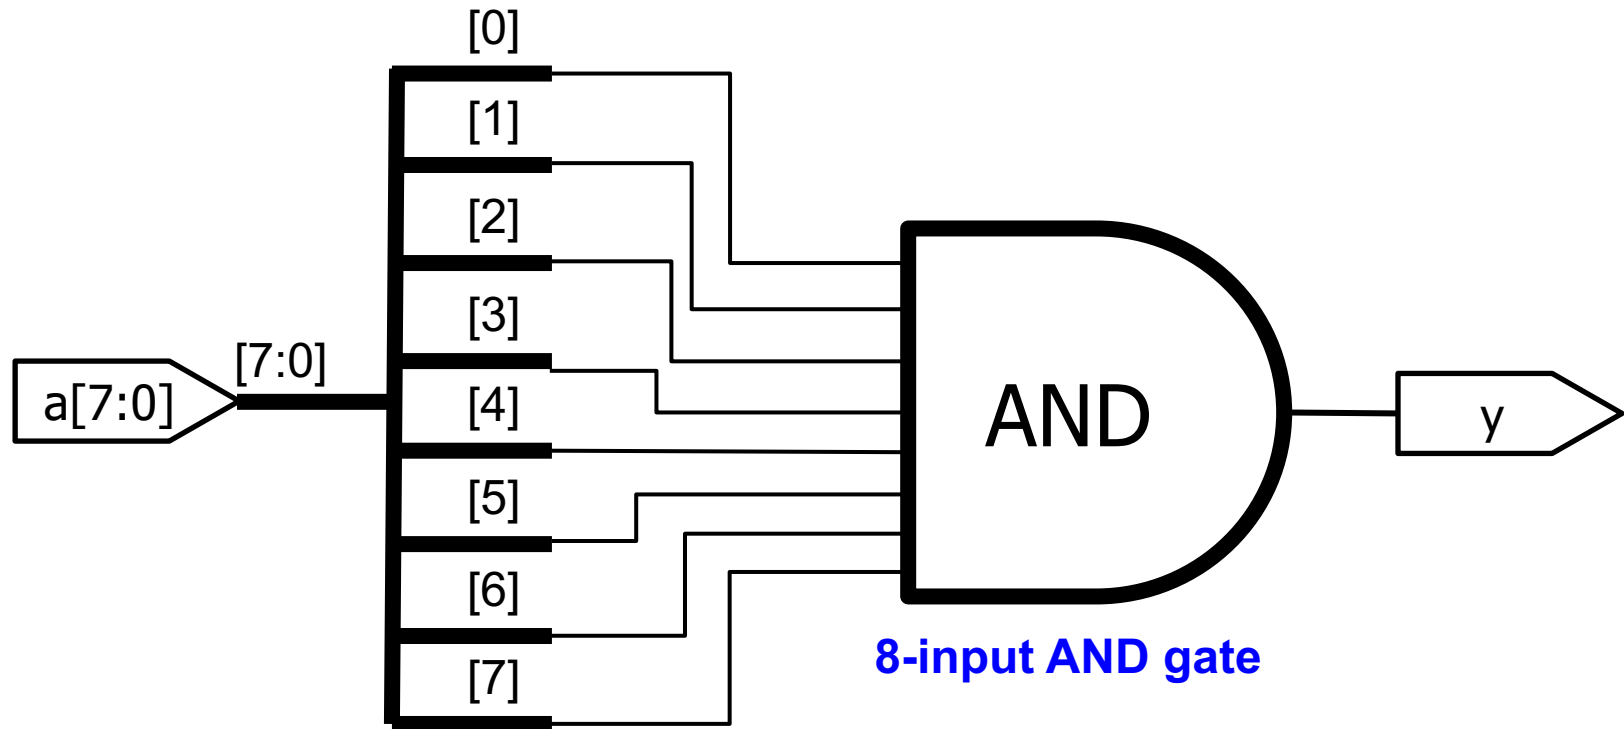 [0]
[1]
[2]
[3]
[7:0]
a[7:0]
[4]
AND
y
[5]
[6]
8-input AND gate
[7]